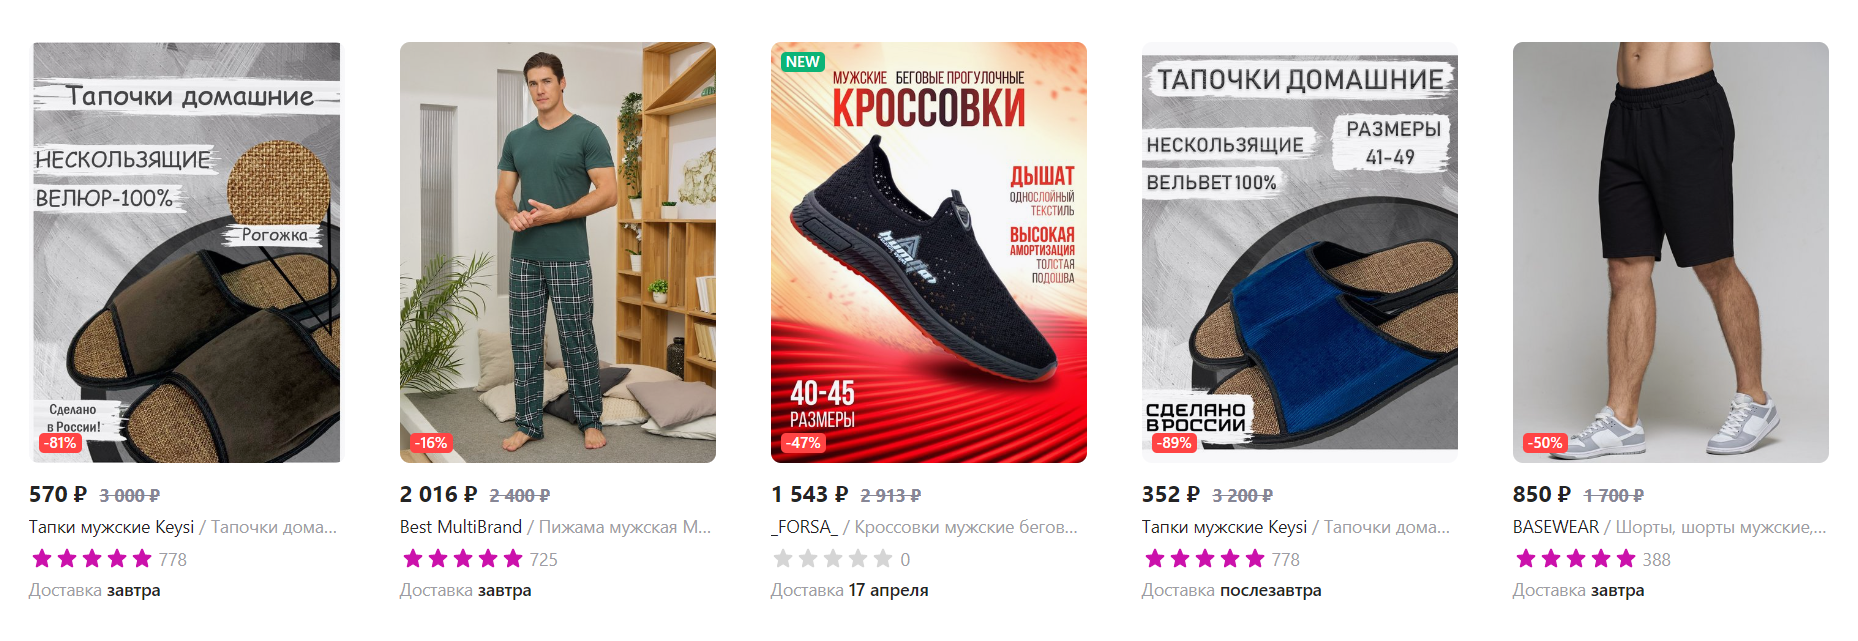 Тапочки домашние
НЕСКОЛЬЗЯЩИЕ
ВЕЛЮР-100%
Рогожка
Сделано
в России!
-81%
570 ₽ 3 000 ₽
Тапки мужские Keysi / Тапочки дома...
778
Доставка завтра
-16%
2 016 ₽ 2 400 ₽
Best MultiBrand / Пижама мужская М...
725
Доставка завтра
NEW
МУЖСКИЕ БЕГОВЫЕ ПРОГУЛОЧНЫЕ
КРОССОВКИ
ДЫШАТ
ОДНОСЛОЙНЫЙ
ТЕКСТИЛЬ
ВЫСОКАЯ
АМОРТИЗАЦИЯ
ТОЛСТАЯ
ПОДОШВА
40-45
РАЗМЕРЫ
-47%
1 543 ₽ 2 913 ₽
_FORSA_ / Кроссовки мужские бегов...
0
Доставка 17 апреля
ТАПОЧКИ ДОМАШНИЕ
НЕСКОЛЬЗЯЩИЕ
РАЗМЕРЫ
41-49
ВЕЛЬВЕТ100%
СДЕЛАНО
В РОССИИ
-89%
352 ₽ 3 200 ₽
Тапки мужские Keysi / Тапочки дома...
778
Доставка послезавтра
-50%
850 ₽ 1 700 ₽
BASEWEAR / Шорты, шорты мужские,...
388
Доставка завтра